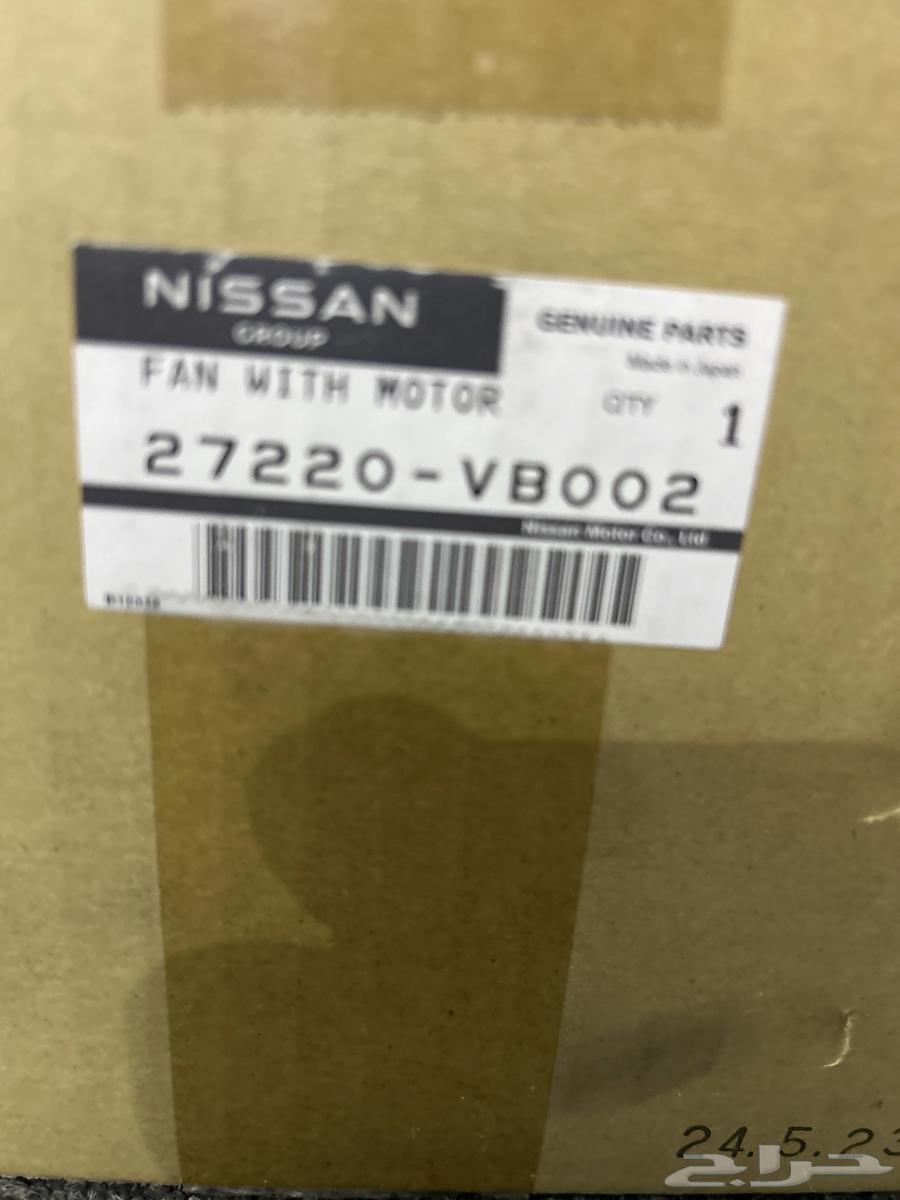 NISSAN
GROUP
GENUINE PARTS
Made in Japan
FAN WITH MOTOR
QTY 1
27220-VB002
Nissan Motor Co., Ltd
24.5.23
حراج